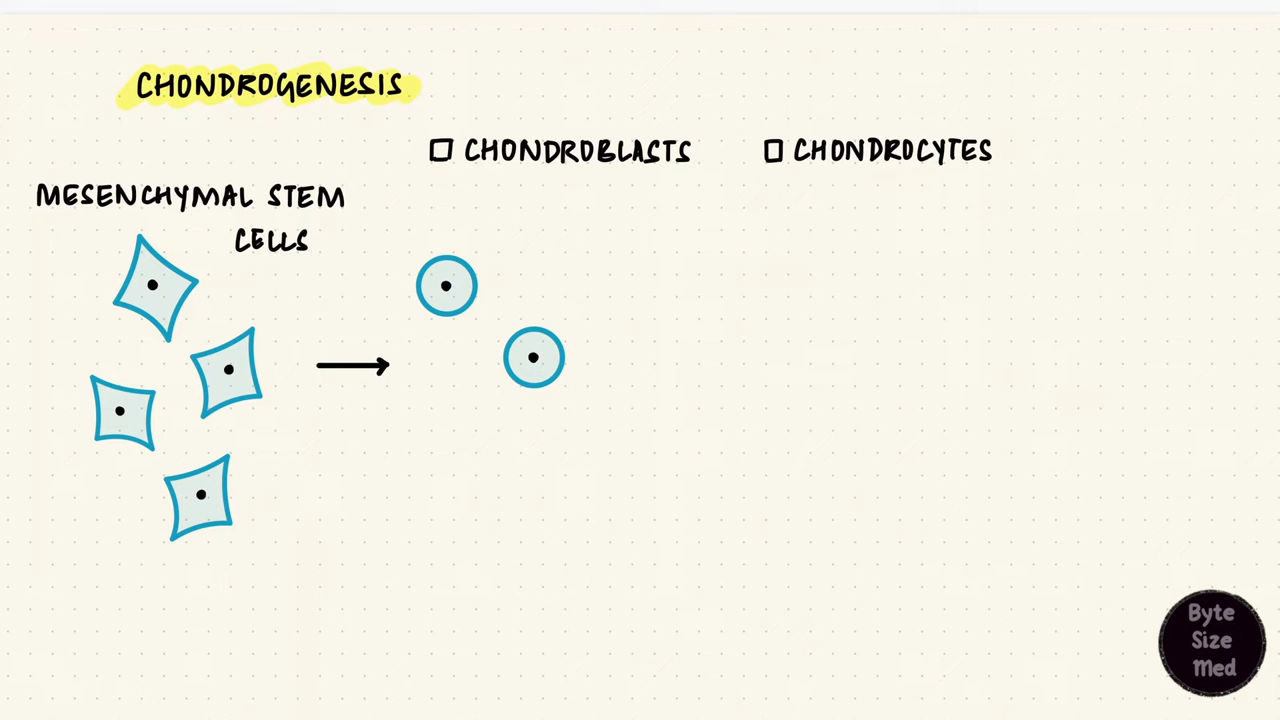 CHONDROGENESIS
□ CHONDROBLASTS □ CHONDROCYTES
MESENCHYMAL STEM
CELLS
Byte
Size
Med